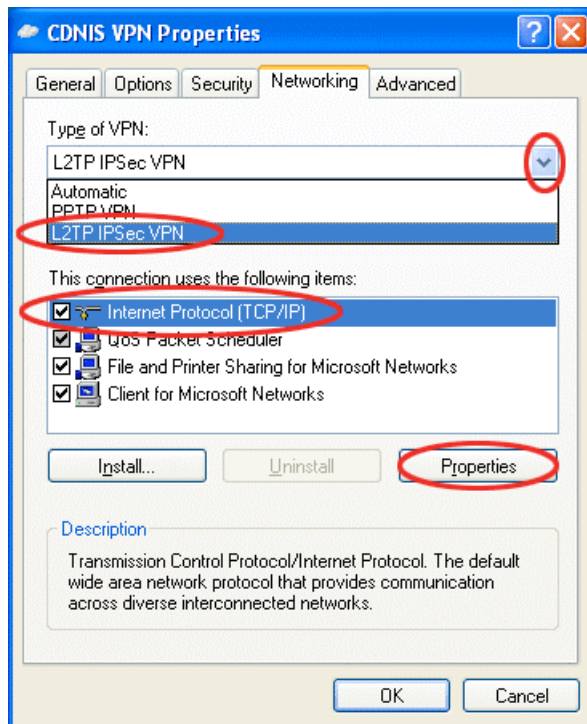 CDNIS VPN Properties
General Options Security Networking Advanced
Type of VPN:
L2TP IPSec VPN
Automatic
PPTP VPN
L2TP IPSec VPN
This connection uses the following items:
Internet Protocol (TCP/IP)
QoS Packet Scheduler
File and Printer Sharing for Microsoft Networks
Client for Microsoft Networks
Install... Uninstall Properties
Description
Transmission Control Protocol/Internet Protocol. The default
wide area network protocol that provides communication
across diverse interconnected networks.
OK Cancel